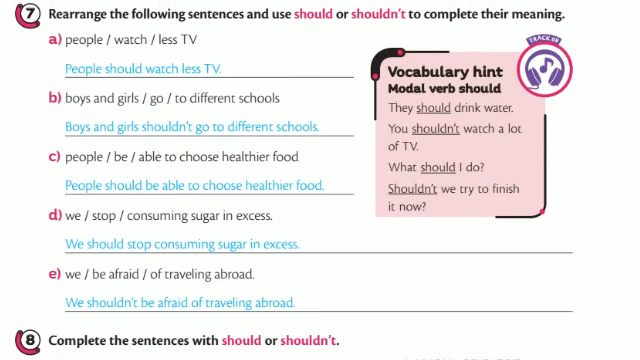 7 Rearrange the following sentences and use should or shouldn't to complete their meaning.
a) people / watch / less TV
People should watch less TV.
b) boys and girls / go / to different schools
Boys and girls shouldn't go to different schools.
c) people / be / able to choose healthier food
People should be able to choose healthier food.
d) we / stop / consuming sugar in excess.
We should stop consuming sugar in excess.
e) we / be afraid / of traveling abroad.
We shouldn't be afraid of traveling abroad.
TRACK 08
Vocabulary hint
Modal verb should
They should drink water.
You shouldn't watch a lot
of TV.
What should I do?
Shouldn't we try to finish
it now?
8 Complete the sentences with should or shouldn't.